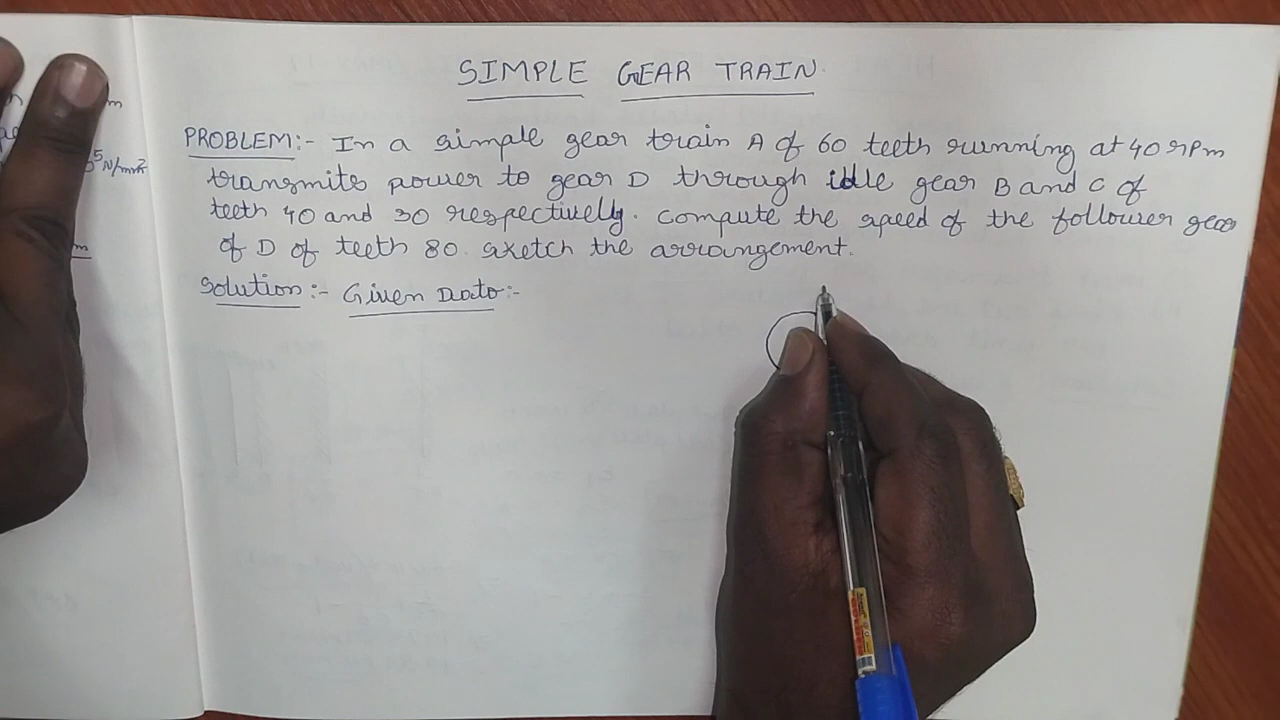 SIMPLE GEAR TRAIN
PROBLEM:- In a simple gear train A of 60 teeth running at 40 rpm
transmits power to gear D through idle gear B and C of
teeth 40 and 30 respectively. compute the speed of the follower gear
of D of teeth 80. sketch the arrangement.
Solution:- Given Data:-
N/mm²
m
m